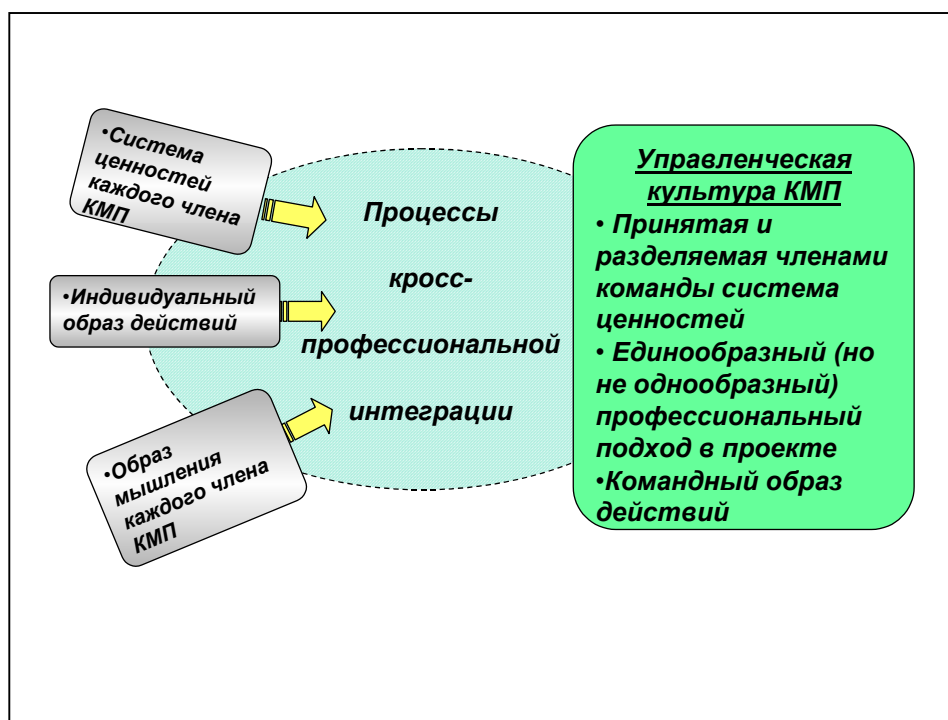 •Система
ценностей
каждого члена
КМП
•Индивидуальный
образ действий
•Образ
мышления
каждого члена
КМП
Процессы
кросс-
профессиональной
интеграции
Управленческая
культура КМП
• Принятая и
разделяемая членами
команды система
ценностей
• Единообразный (но
не однообразный)
профессиональный
подход в проекте
•Командный образ
действий